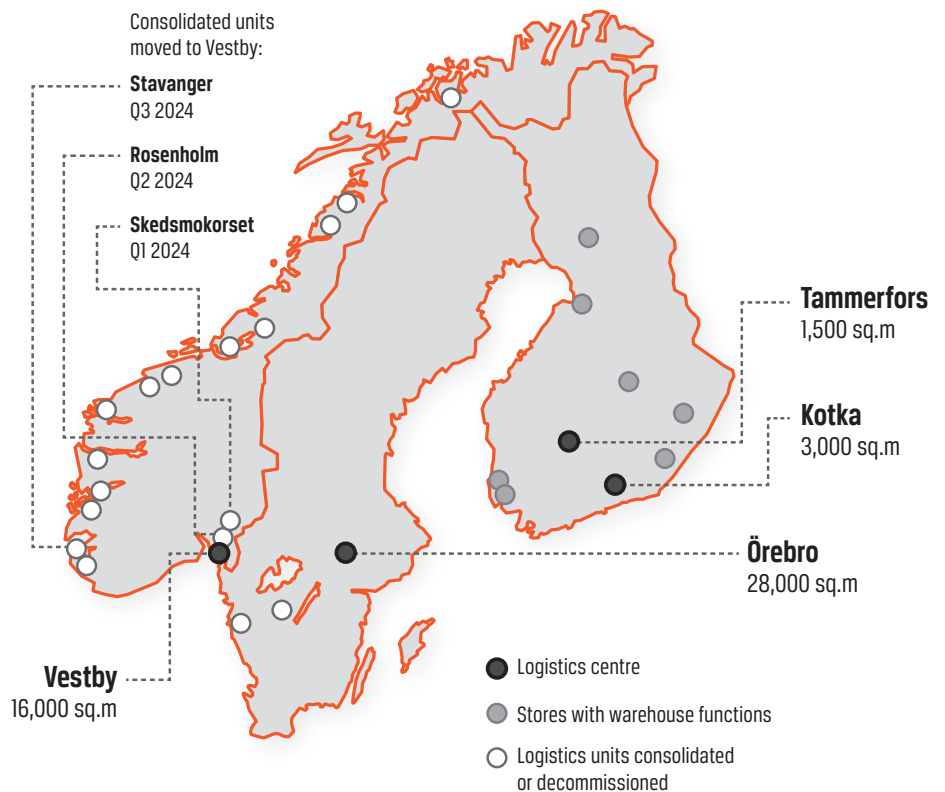 Consolidated units
moved to Vestby:
Stavanger
Q3 2024
Rosenholm
Q2 2024
Skedsmokorset
Q1 2024
Tammerfors
1,500 sq.m
Kotka
3,000 sq.m
Örebro
28,000 sq.m
Vestby
16,000 sq.m
Logistics centre
Stores with warehouse functions
Logistics units consolidated
or decommissioned